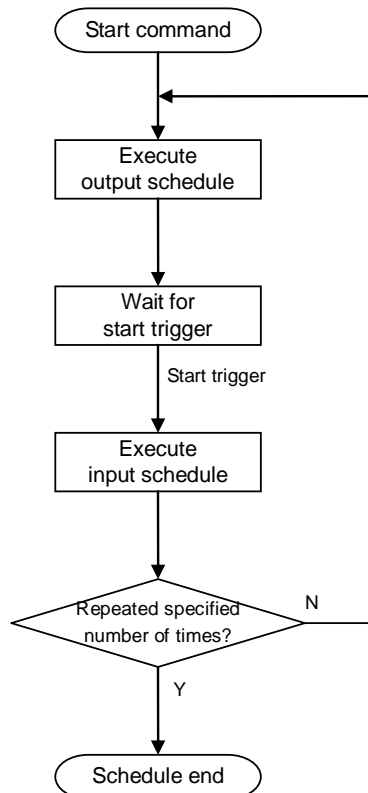 Start command
Execute
output schedule
Wait for
start trigger
Start trigger
Execute
input schedule
Repeated specified
number of times?
N
Y
Schedule end